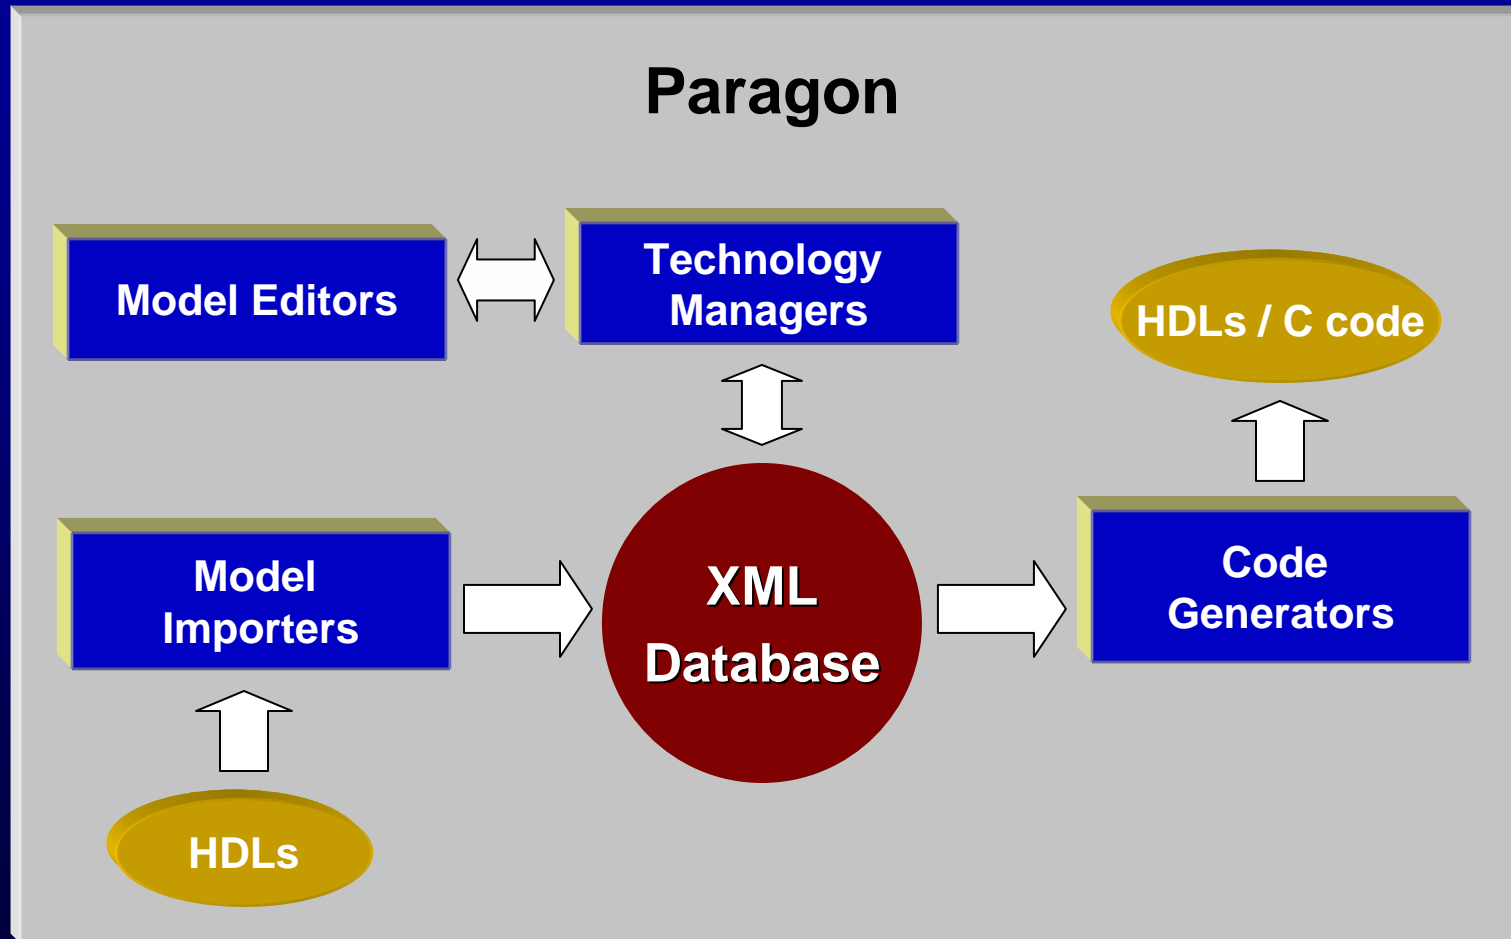 Paragon
Model Editors
Technology
Managers
HDLs / C code
Model
Importers
XML
Database
Code
Generators
HDLs